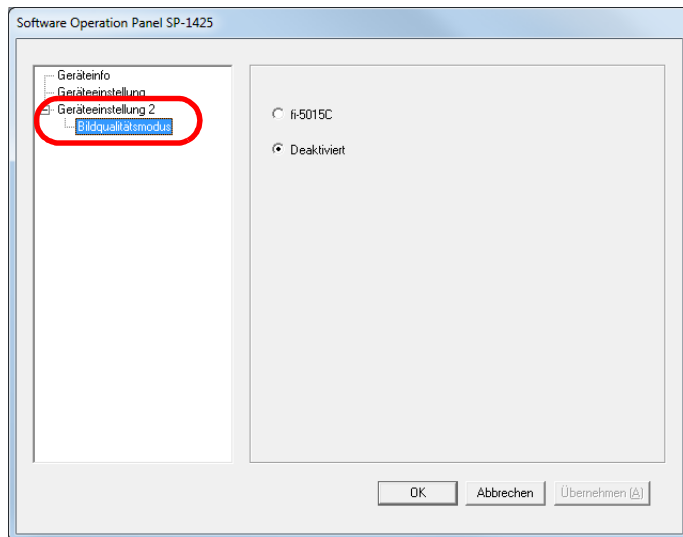 Software Operation Panel SP-1425
Geräteinfo
Geräteeinstellung
Geräteeinstellung 2
Bildqualitätsmodus
fi-5015C
Deaktiviert
OK
Abbrechen
Übernehmen (A)